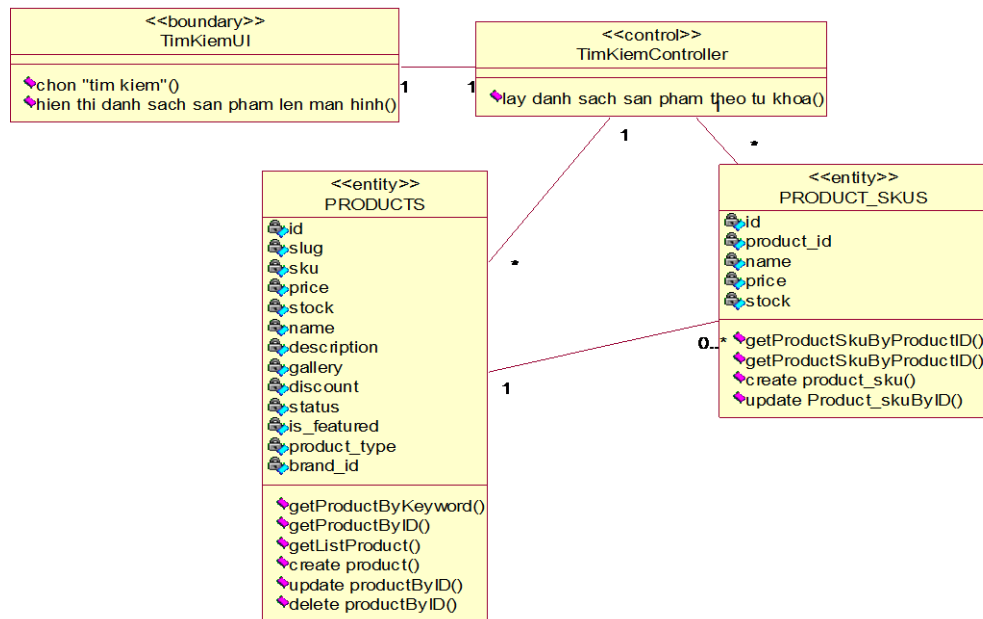 <<boundary>>
TimKiemUI
chon "tim kiem"()
hien thi danh sach san pham len man hinh()
1
1
<<control>>
TimKiemController
lay danh sach san pham theo tu khoa()
1
1
*
*
<<entity>>
PRODUCTS
id
slug
sku
price
stock
name
description
gallery
discount
status
is_featured
product_type
brand_id
getProductByKeyword()
getProductByID()
getListProduct()
create product()
update productByID()
delete productByID()
1
0..*
<<entity>>
PRODUCT_SKUS
id
product_id
name
price
stock
getProductSkuByProductID()
getProductSkuByProductID()
create product_sku()
update Product_skuByID()